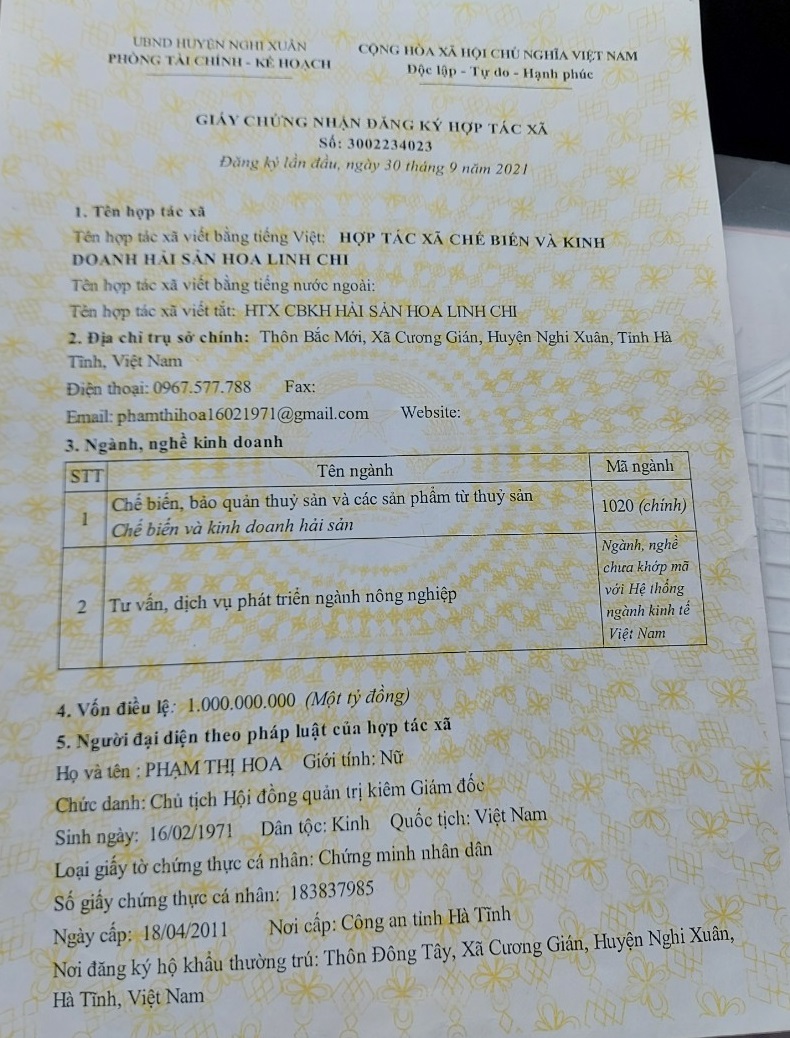 UBND HUYỆN NGHI XUÂN
PHÒNG TÀI CHÍNH - KẾ HOẠCH
CỘNG HÒA XÃ HỘI CHỦ NGHĨA VIỆT NAM
Độc lập - Tự do - Hạnh phúc
GIẤY CHỨNG NHẬN ĐĂNG KÝ HỢP TÁC XÃ
Số: 3002234023
Đăng ký lần đầu, ngày 30 tháng 9 năm 2021
1. Tên hợp tác xã
Tên hợp tác xã viết bằng tiếng Việt: HỢP TÁC XÃ CHẾ BIẾN VÀ KINH
DOANH HẢI SẢN HOA LINH CHI
Tên hợp tác xã viết bằng tiếng nước ngoài:
Tên hợp tác xã viết tắt: HTX CBKH HẢI SẢN HOA LINH CHI
2. Địa chỉ trụ sở chính: Thôn Bắc Mới, Xã Cương Gián, Huyện Nghi Xuân, Tỉnh Hà
Tĩnh, Việt Nam
Điện thoại: 0967.577.788 Fax:
Email: phamthihoa16021971@gmail.com Website:
3. Ngành, nghề kinh doanh
STT Tên ngành Mã ngành
1 Chế biến, bảo quản thuỷ sản và các sản phẩm từ thuỷ sản 1020 (chính)
Chế biến và kinh doanh hải sản
2 Tư vấn, dịch vụ phát triển ngành nông nghiệp
Ngành, nghề
chưa khớp mã
với Hệ thống
ngành kinh tế
Việt Nam
4. Vốn điều lệ: 1.000.000.000 (Một tỷ đồng)
5. Người đại diện theo pháp luật của hợp tác xã
Họ và tên : PHẠM THỊ HOA Giới tính: Nữ
Chức danh: Chủ tịch Hội đồng quản trị kiêm Giám đốc
Sinh ngày: 16/02/1971 Dân tộc: Kinh Quốc tịch: Việt Nam
Loại giấy tờ chứng thực cá nhân: Chứng minh nhân dân
Số giấy chứng thực cá nhân: 183837985
Ngày cấp: 18/04/2011 Nơi cấp: Công an tỉnh Hà Tĩnh
Nơi đăng ký hộ khẩu thường trú: Thôn Đông Tây, Xã Cương Gián, Huyện Nghi Xuân,
Hà Tĩnh, Việt Nam